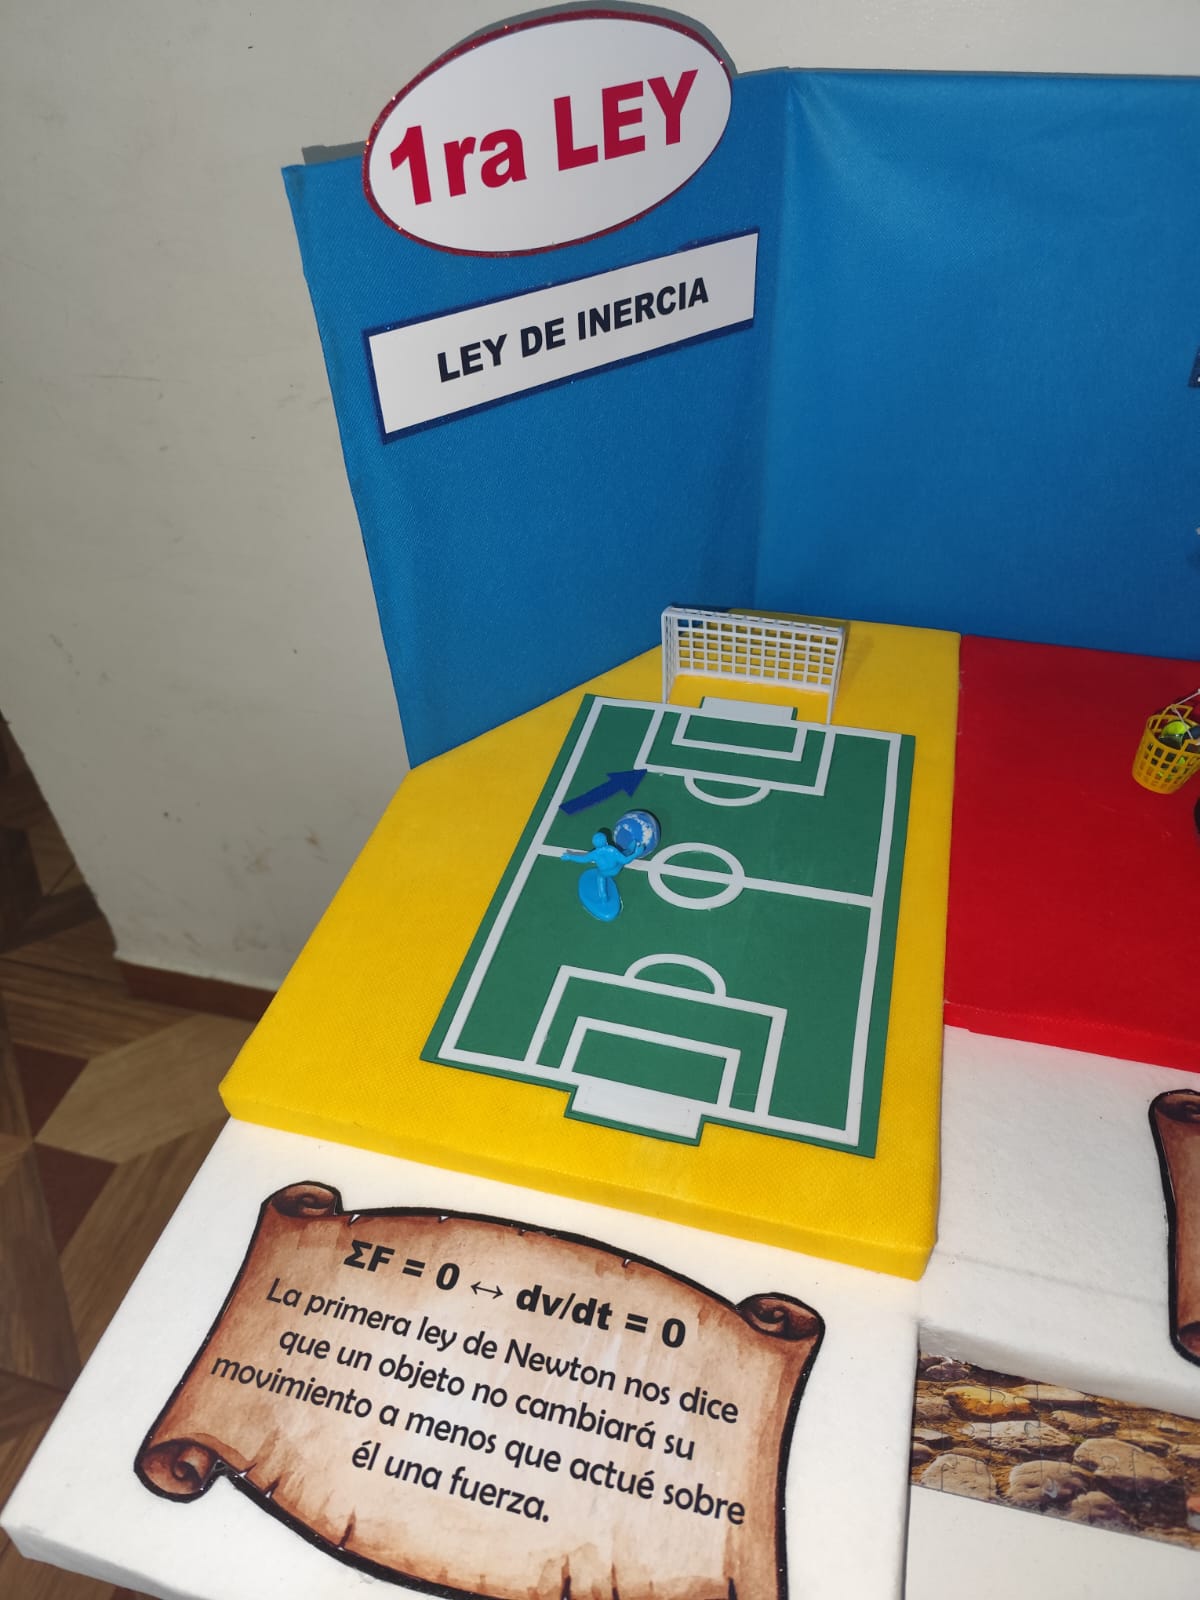 1ra LEY
LEY DE INERCIA
ΣF = 0 ↔ dv/dt = 0
La primera ley de Newton nos dice
que un objeto no cambiará su
movimiento a menos que actué sobre
él una fuerza.